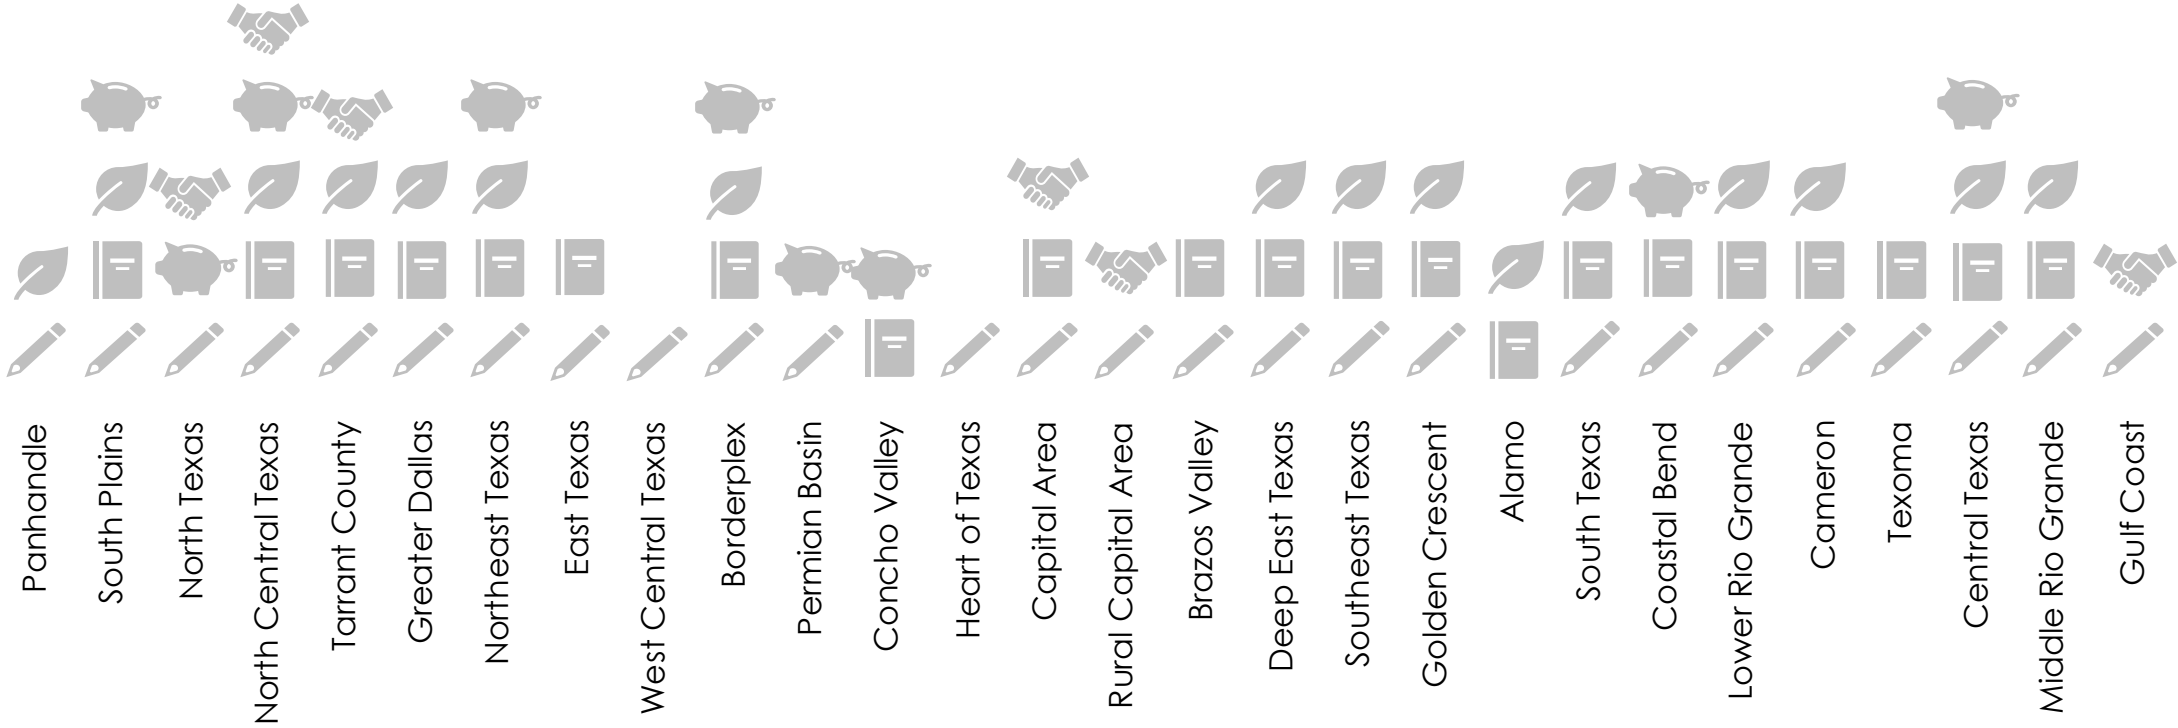 Panhandle
South Plains
North Texas
North Central Texas
Tarrant County
Greater Dallas
Northeast Texas
East Texas
West Central Texas
Borderplex
Permian Basin
Concho Valley
Heart of Texas
Capital Area
Rural Capital Area
Brazos Valley
Deep East Texas
Southeast Texas
Golden Crescent
Alamo
South Texas
Coastal Bend
Lower Rio Grande
Cameron
Texoma
Central Texas
Middle Rio Grande
Gulf Coast